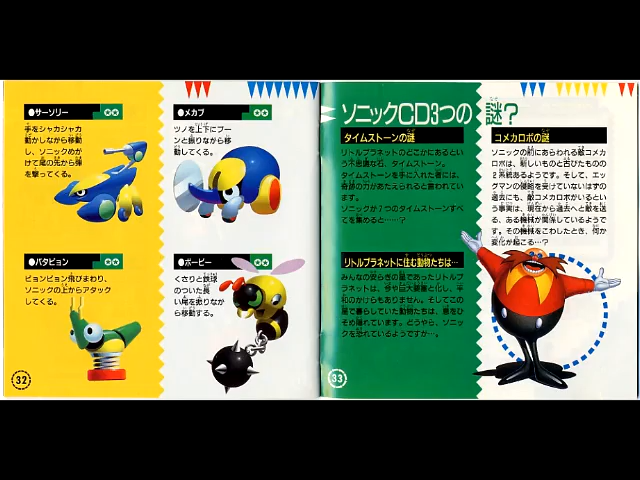 ●サーソリー
手をシャカシャカ
動かしながら移動
し、ソニックめが
けて尾の先から弾
を撃ってくる。
●メカブ
ツノを上下にブー
ンと振りながら移
動してくる。
●バタピョン
ピョンピョン飛びまわり、
ソニックの上からアタック
してくる。
●ボービー
くさりと鉄球
のついた長
い尾を振りなが
ら移動する。
32
ソニックCD3つの謎?
タイムストーンの謎
リトルプラネットのどこかにあるとい
う不思議な石、タイムストーン。
タイムストーンを手に入れた者には、
奇跡の力があたえられると言われてい
ます。
ソニックが7つのタイムストーンすべ
てを集めると……?
リトルプラネットに住む動物たちは…
みんなの安らぎの星であったリトルプ
ラネットは、今や巨大要塞と化し、平
和のかけらもありません。そしてこの
星で暮らしていた動物たちは、息をひ
そめ隠れています。どうやら、ソニッ
クを恐れているようですが…。
コメカロボの謎
ソニックの前にあらわれる敵コメカ
ロボは、新しいものと古びたものの
2系統あるようです。そして、エッ
グマンの侵略を受けていないはずの
過去にも、敵コメカロボがいるとい
う事実は、現在から過去へと敵を送
る、ある機械が関係しているようで
す。その機械をこわしたとき、何か
変化が起こる…?
33